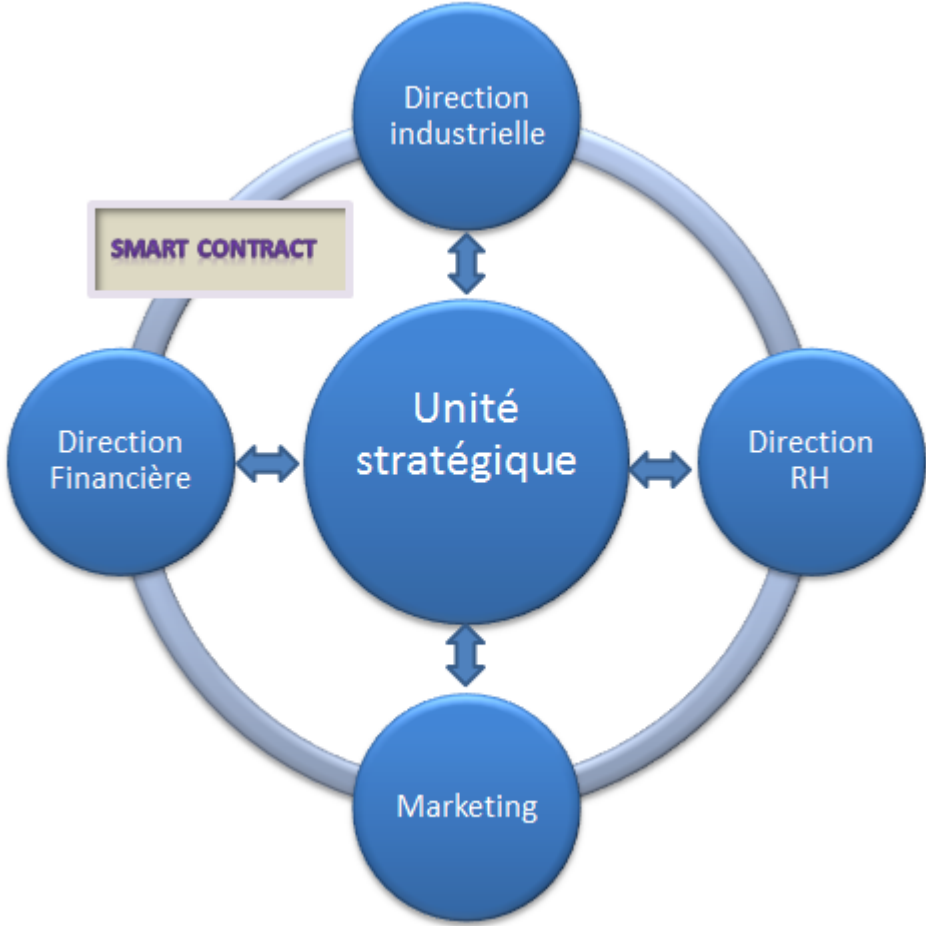 Direction
industrielle
SMART CONTRACT
Unité
stratégique
Direction
Financière
Direction
RH
Marketing